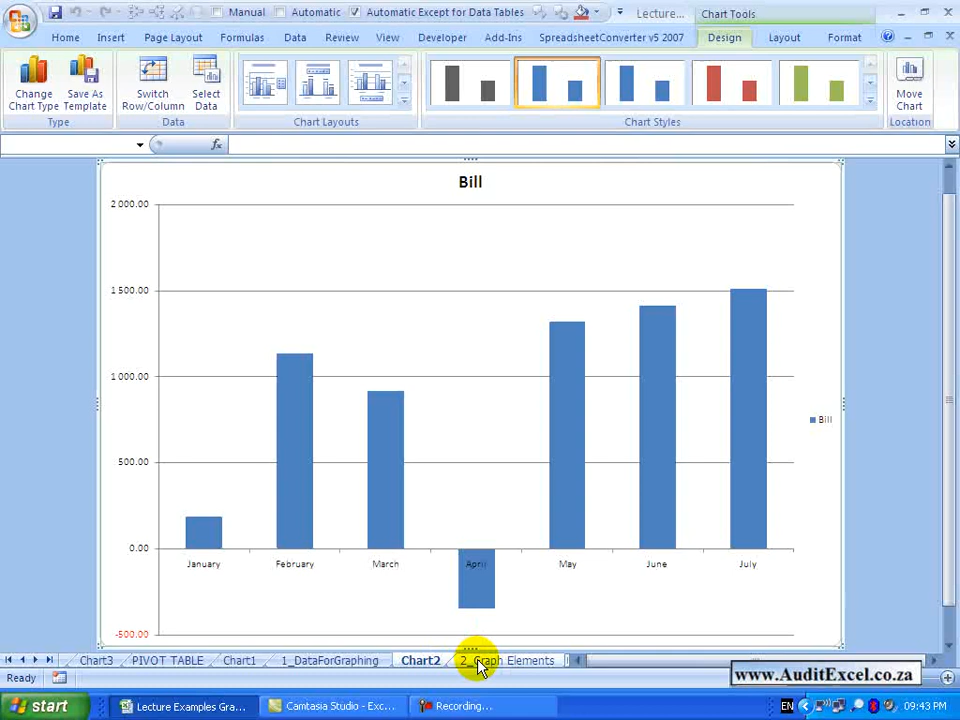 Manual Automatic Automatic Except for Data Tables Lecture... Chart Tools
Home Insert Page Layout Formulas Data Review View Developer Add-Ins SpreadsheetConverter v5 2007 Design Layout Format
Change Chart Type
Save As Template
Switch Row/Column
Select Data
Move Chart
Type Data Chart Layouts Chart Styles Location
fx
Bill
2 000.00
1 500.00
1 000.00
500.00
0.00
-500.00
January February March April May June July
Bill
Chart3 PIVOT TABLE Chart1 1_DataForGraphing Chart2 2_Graph Elements
Ready
www.AuditExcel.co.za
start Lecture Examples Gra... Camtasia Studio - Exc... Recording... EN 09:43 PM